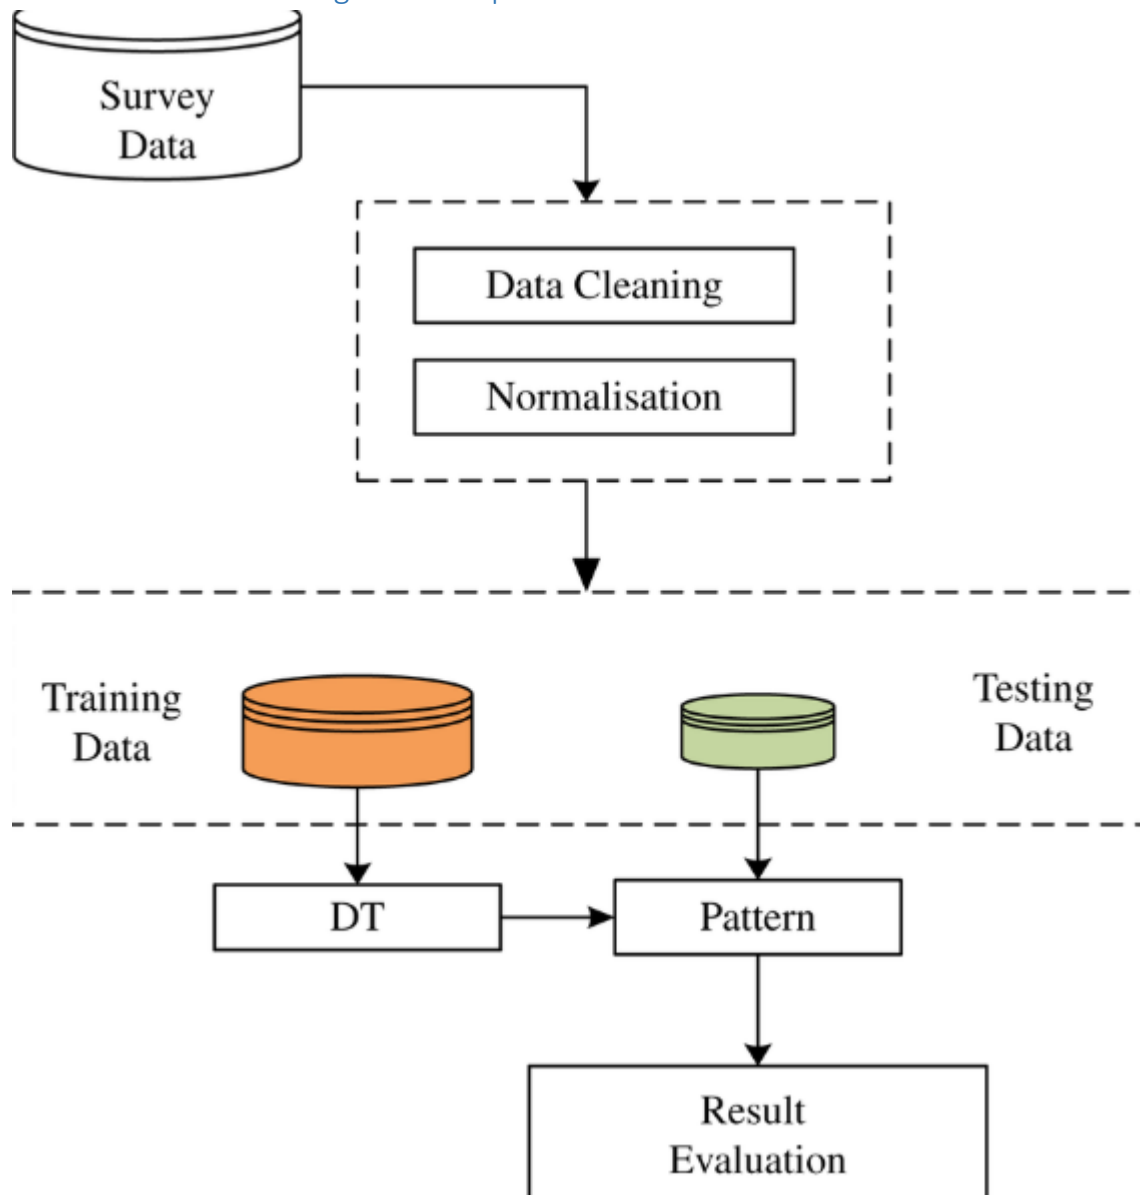 Survey
Data
Data Cleaning
Normalisation
Training
Data
Testing
Data
DT
Pattern
Result
Evaluation